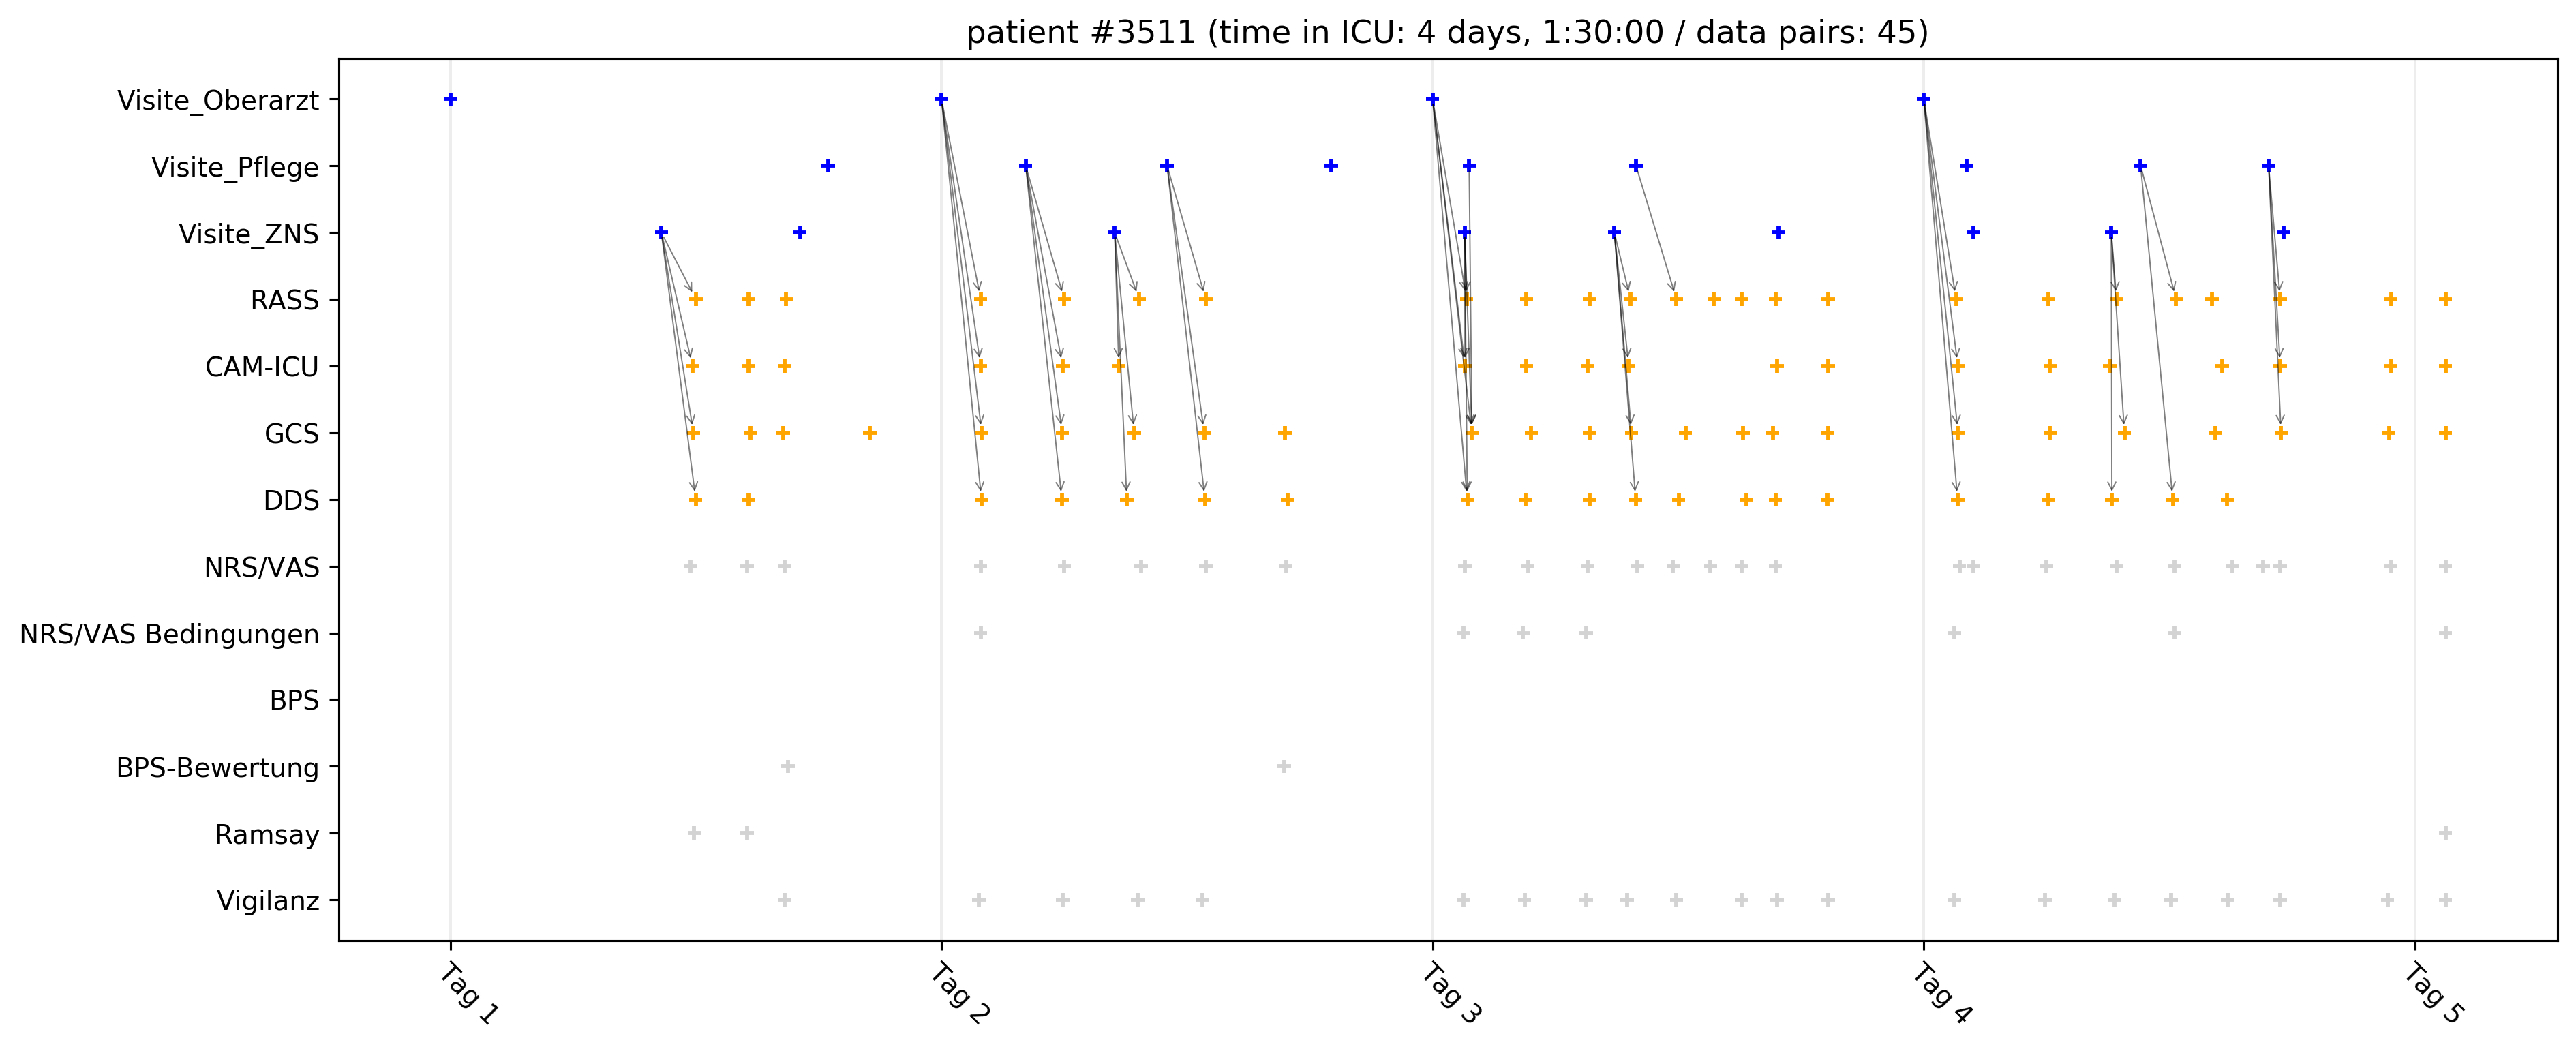 patient #3511 (time in ICU: 4 days, 1:30:00 / data pairs: 45)
Visite_Oberarzt
Visite_Pflege
Visite_ZNS
RASS
CAM-ICU
GCS
DDS
NRS/VAS
NRS/VAS Bedingungen
BPS
BPS-Bewertung
Ramsay
Vigilanz
Tag 1
Tag 2
Tag 3
Tag 4
Tag 5